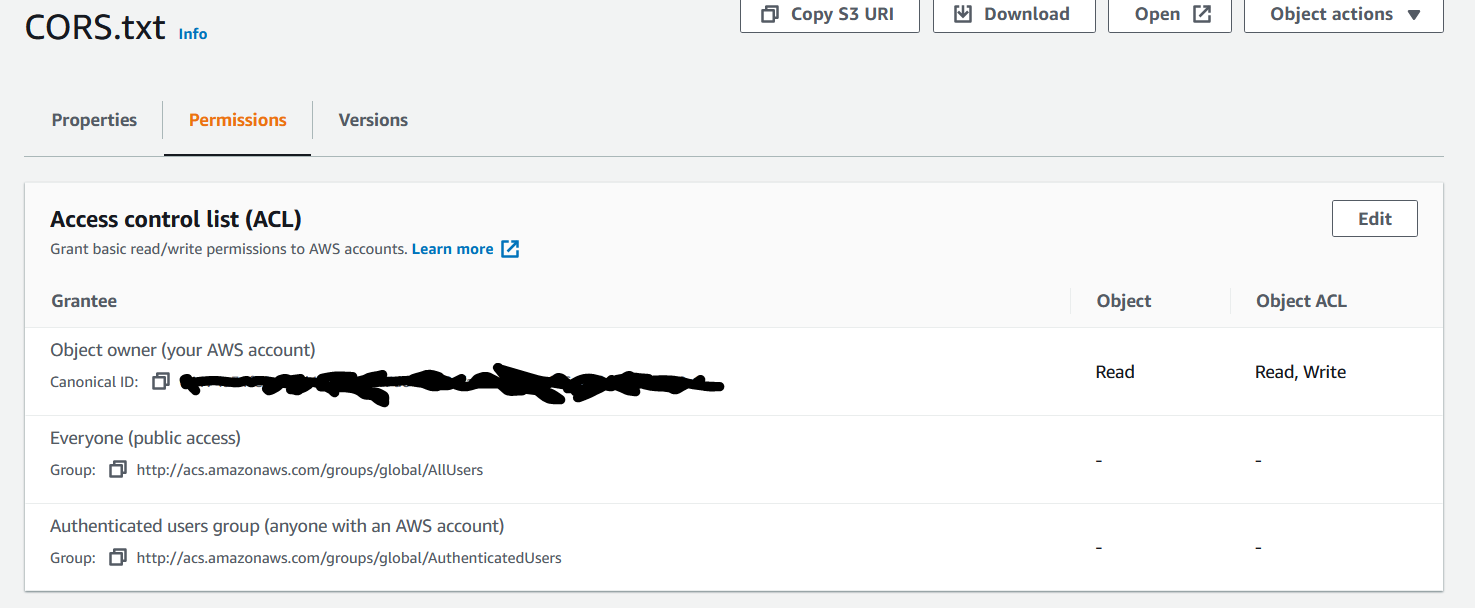 CORS.txt Info
Copy S3 URI Download Open Object actions
Properties Permissions Versions
Access control list (ACL)
Edit
Grant basic read/write permissions to AWS accounts. Learn more
Grantee Object Object ACL
Object owner (your AWS account)
Canonical ID:
Read Read, Write
Everyone (public access)
Group: http://acs.amazonaws.com/groups/global/AllUsers
- -
Authenticated users group (anyone with an AWS account)
Group: http://acs.amazonaws.com/groups/global/AuthenticatedUsers
- -